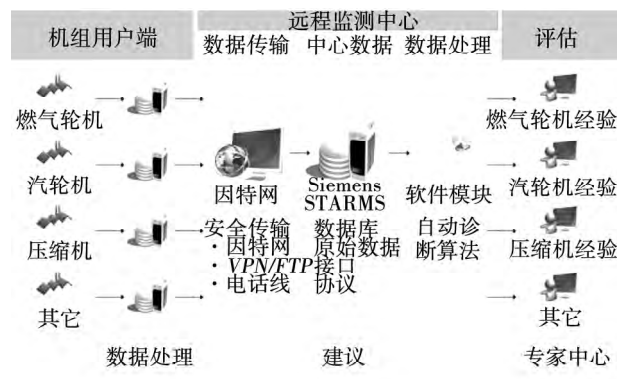 远程监测中心
机组用户端
数据传输 中心数据 数据处理
评估
燃气轮机
燃气轮机经验
汽轮机
因特网
Siemens
STARMS
软件模块
汽轮机经验
压缩机
安全传输
·因特网
·VPN/FTP
·电话线
数据库
原始数据
接口
协议
自动诊
断算法
压缩机经验
其它
其它
数据处理
建议
专家中心